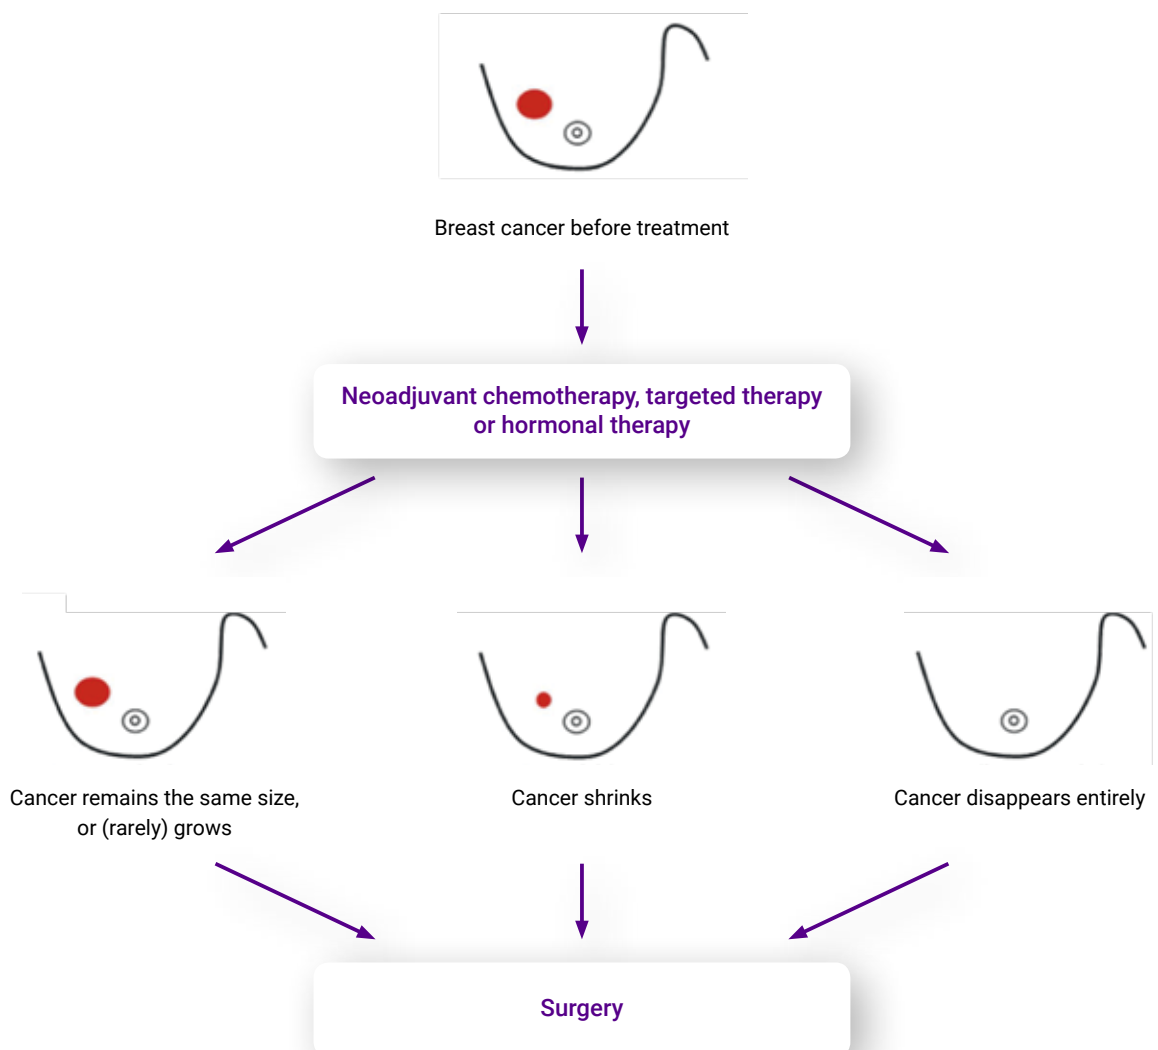 Breast cancer before treatment
Neoadjuvant chemotherapy, targeted therapy
or hormonal therapy
Cancer remains the same size,
or (rarely) grows
Cancer shrinks
Cancer disappears entirely
Surgery